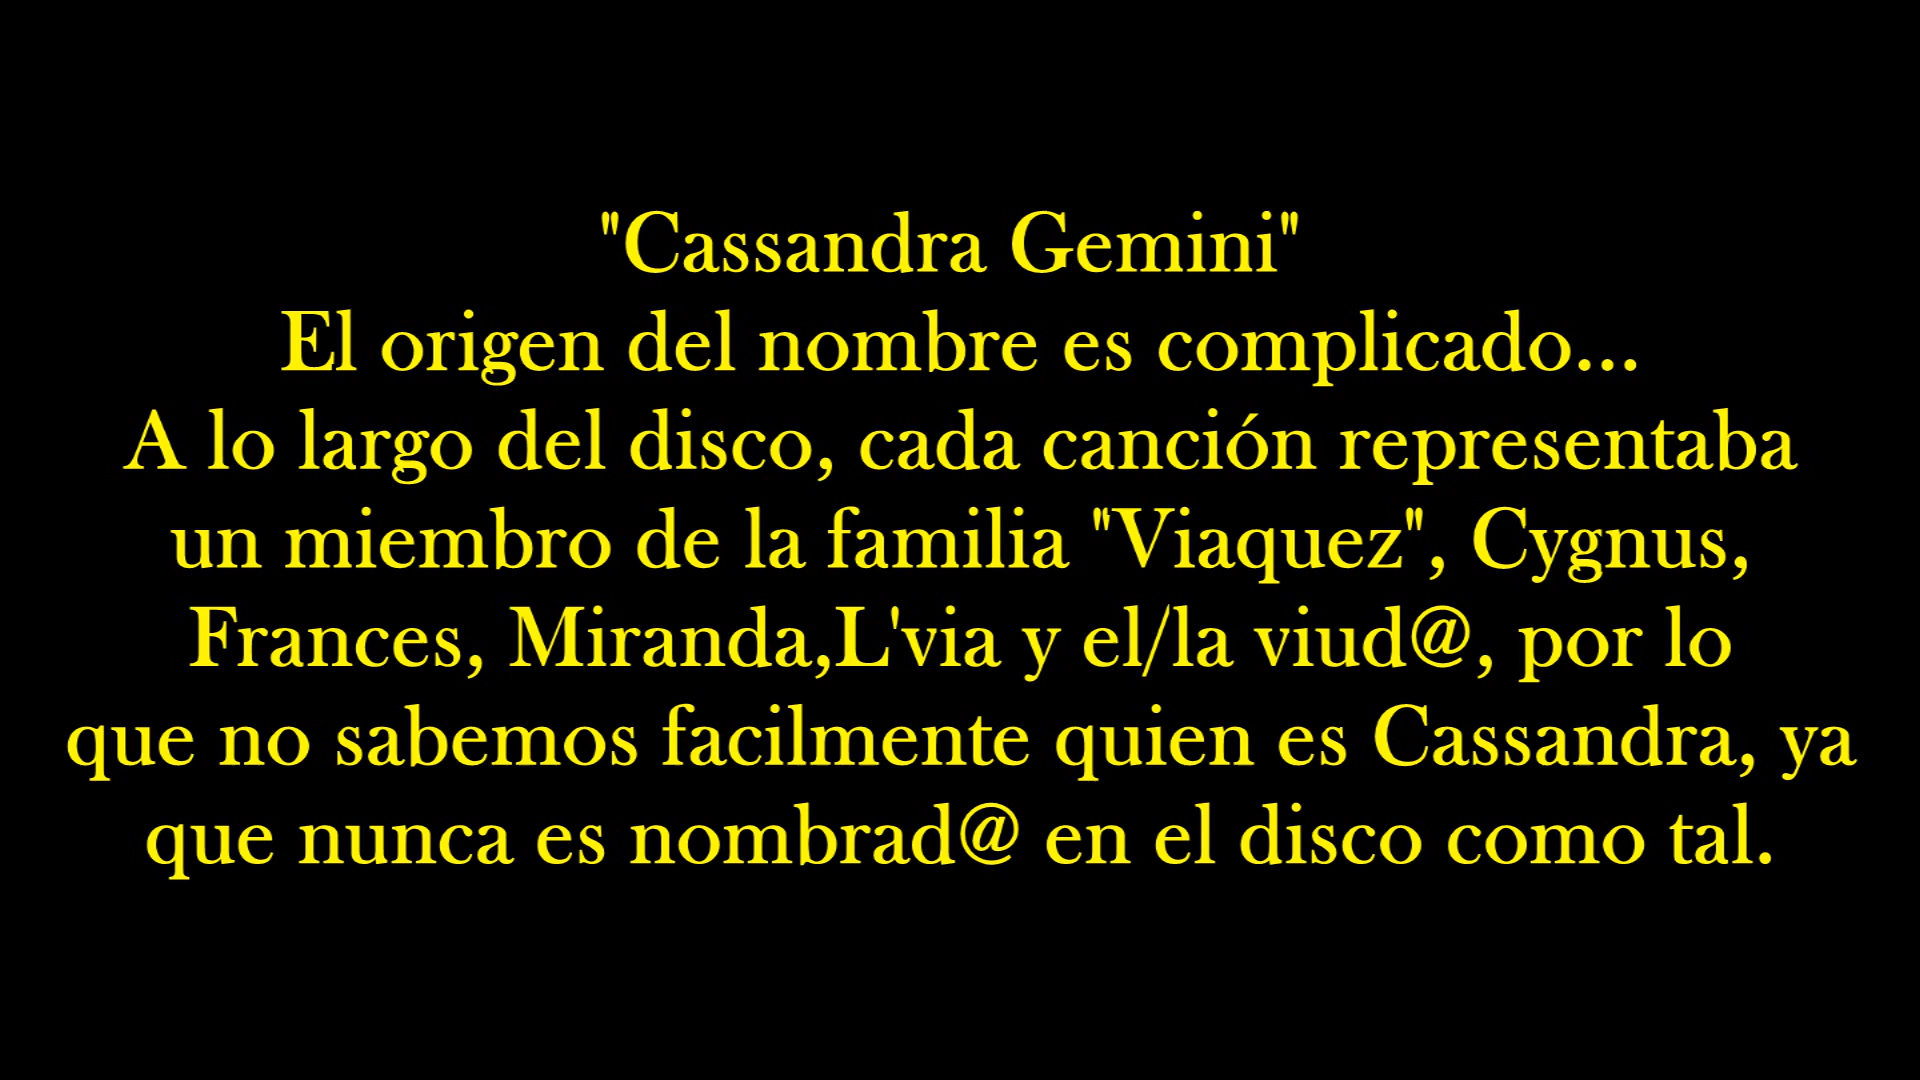 "Cassandra Gemini"
El origen del nombre es complicado...
A lo largo del disco, cada canción representaba
un miembro de la familia "Viaquez", Cygnus,
Frances, Miranda,L'via y el/la viud@, por lo
que no sabemos facilmente quien es Cassandra, ya
que nunca es nombrad@ en el disco como tal.